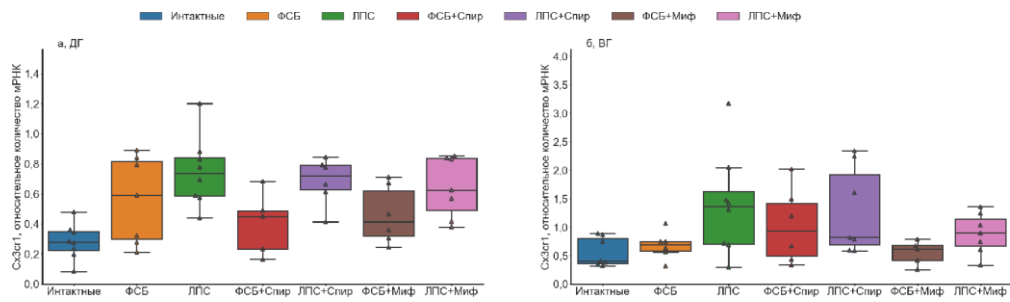 Интактные ФСБ ЛПС ФСБ+Спир ЛПС+Спир ФСБ+Миф ЛПС+Миф
а, ДГ
Cx3cr1, относительное количество мРНК
1,4
1,2
1,0
0,8
0,6
0,4
0,2
0,0
Интактные ФСБ ЛПС ФСБ+Спир ЛПС+Спир ФСБ+Миф ЛПС+Миф
б, ВГ
Cx3cr1, относительное количество мРНК
4,0
3,5
3,0
2,5
2,0
1,5
1,0
0,5
0,0
Интактные ФСБ ЛПС ФСБ+Спир ЛПС+Спир ФСБ+Миф ЛПС+Миф